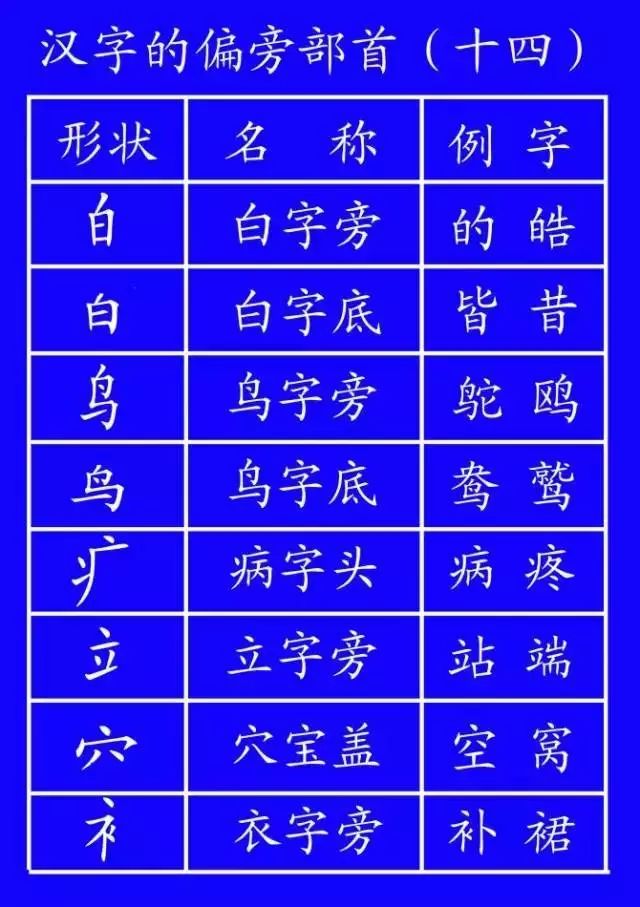 汉字的偏旁部首（十四）
形状 名 称 例 字
白 白字旁 的 皓
白 白字底 皆 昔
鸟 鸟字旁 鸵 鸥
鸟 鸟字底 鸯 鹫
疒 病字头 病 疼
立 立字旁 站 端
穴 穴宝盖 空 窝
衤 衣字旁 补 裙